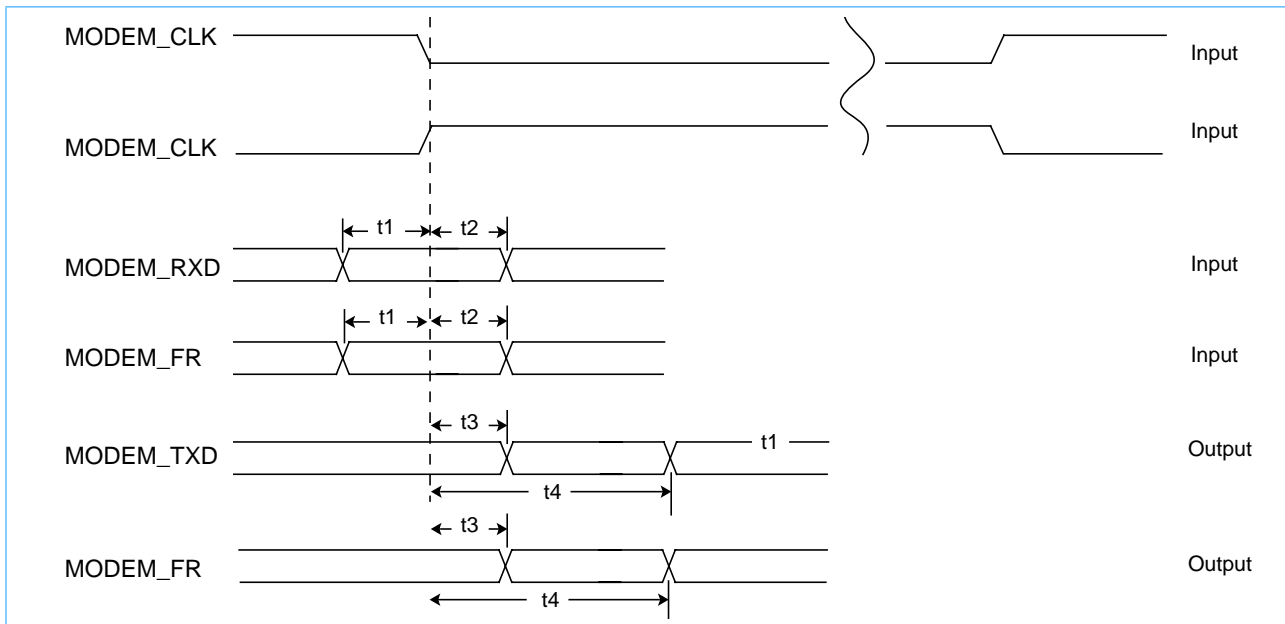 MODEM_CLK Input
MODEM_CLK Input
t1 t2
MODEM_RXD Input
t1 t2
MODEM_FR Input
t3
MODEM_TXD t1 Output
t4
t3
MODEM_FR Output
t4